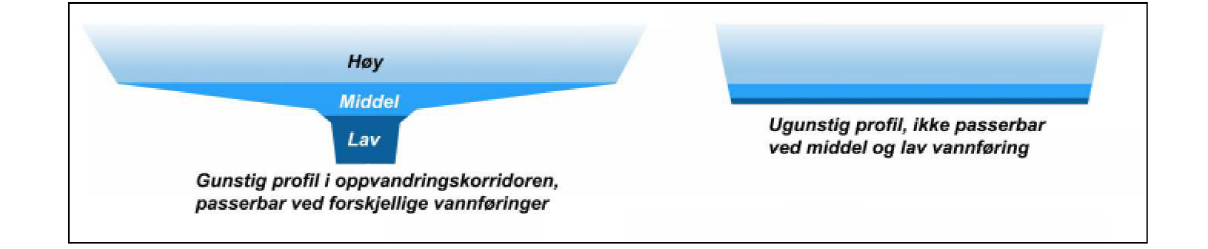 Høy
Middel
Lav
Gunstig profil i oppvandringskorridoren,
passerbar ved forskjellige vannføringer
Ugunstig profil, ikke passerbar
ved middel og lav vannføring